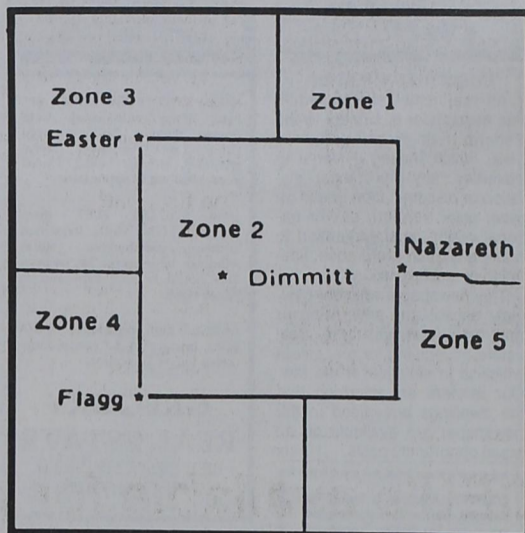 Zone 3
Zone 1
Easter *
Zone 2
Nazareth
* Dimmitt
*
Zone 4
Zone 5
Flagg *